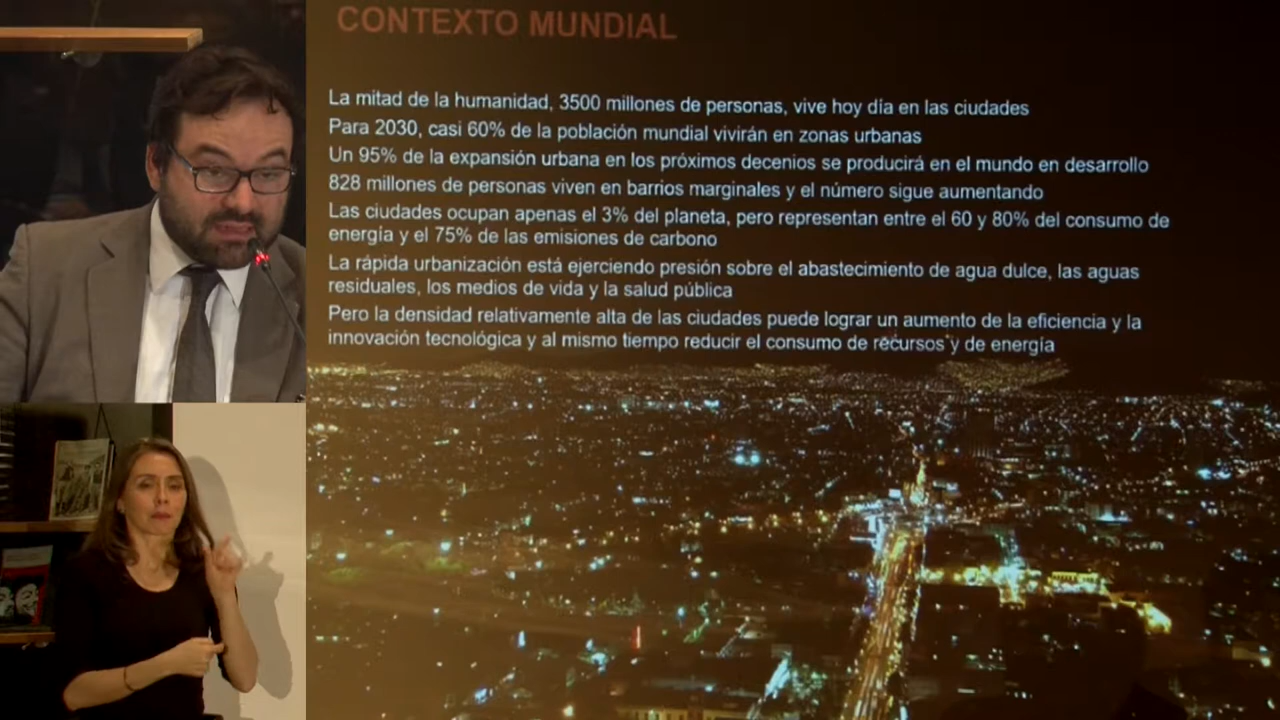 CONTEXTO MUNDIAL
La mitad de la humanidad, 3500 millones de personas, vive hoy día en las ciudades
Para 2030, casi 60% de la población mundial vivirán en zonas urbanas
Un 95% de la expansión urbana en los próximos decenios se producirá en el mundo en desarrollo
828 millones de personas viven en barrios marginales y el número sigue aumentando
Las ciudades ocupan apenas el 3% del planeta, pero representan entre el 60 y 80% del consumo de
energía y el 75% de las emisiones de carbono
La rápida urbanización está ejerciendo presión sobre el abastecimiento de agua dulce, las aguas
residuales, los medios de vida y la salud pública
Pero la densidad relativamente alta de las ciudades puede lograr un aumento de la eficiencia y la
innovación tecnológica y al mismo tiempo reducir el consumo de recursos y de energía